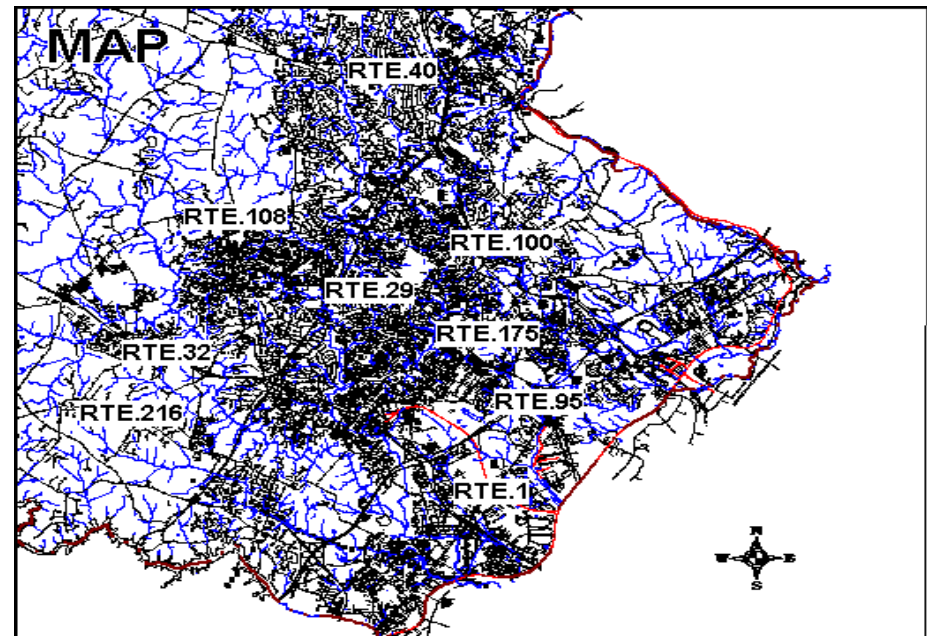 MAP
RTE.40
RTE.108
RTE.100
RTE.29
RTE.175
RTE.32
RTE.95
RTE.216
RTE.1
N
W E
S